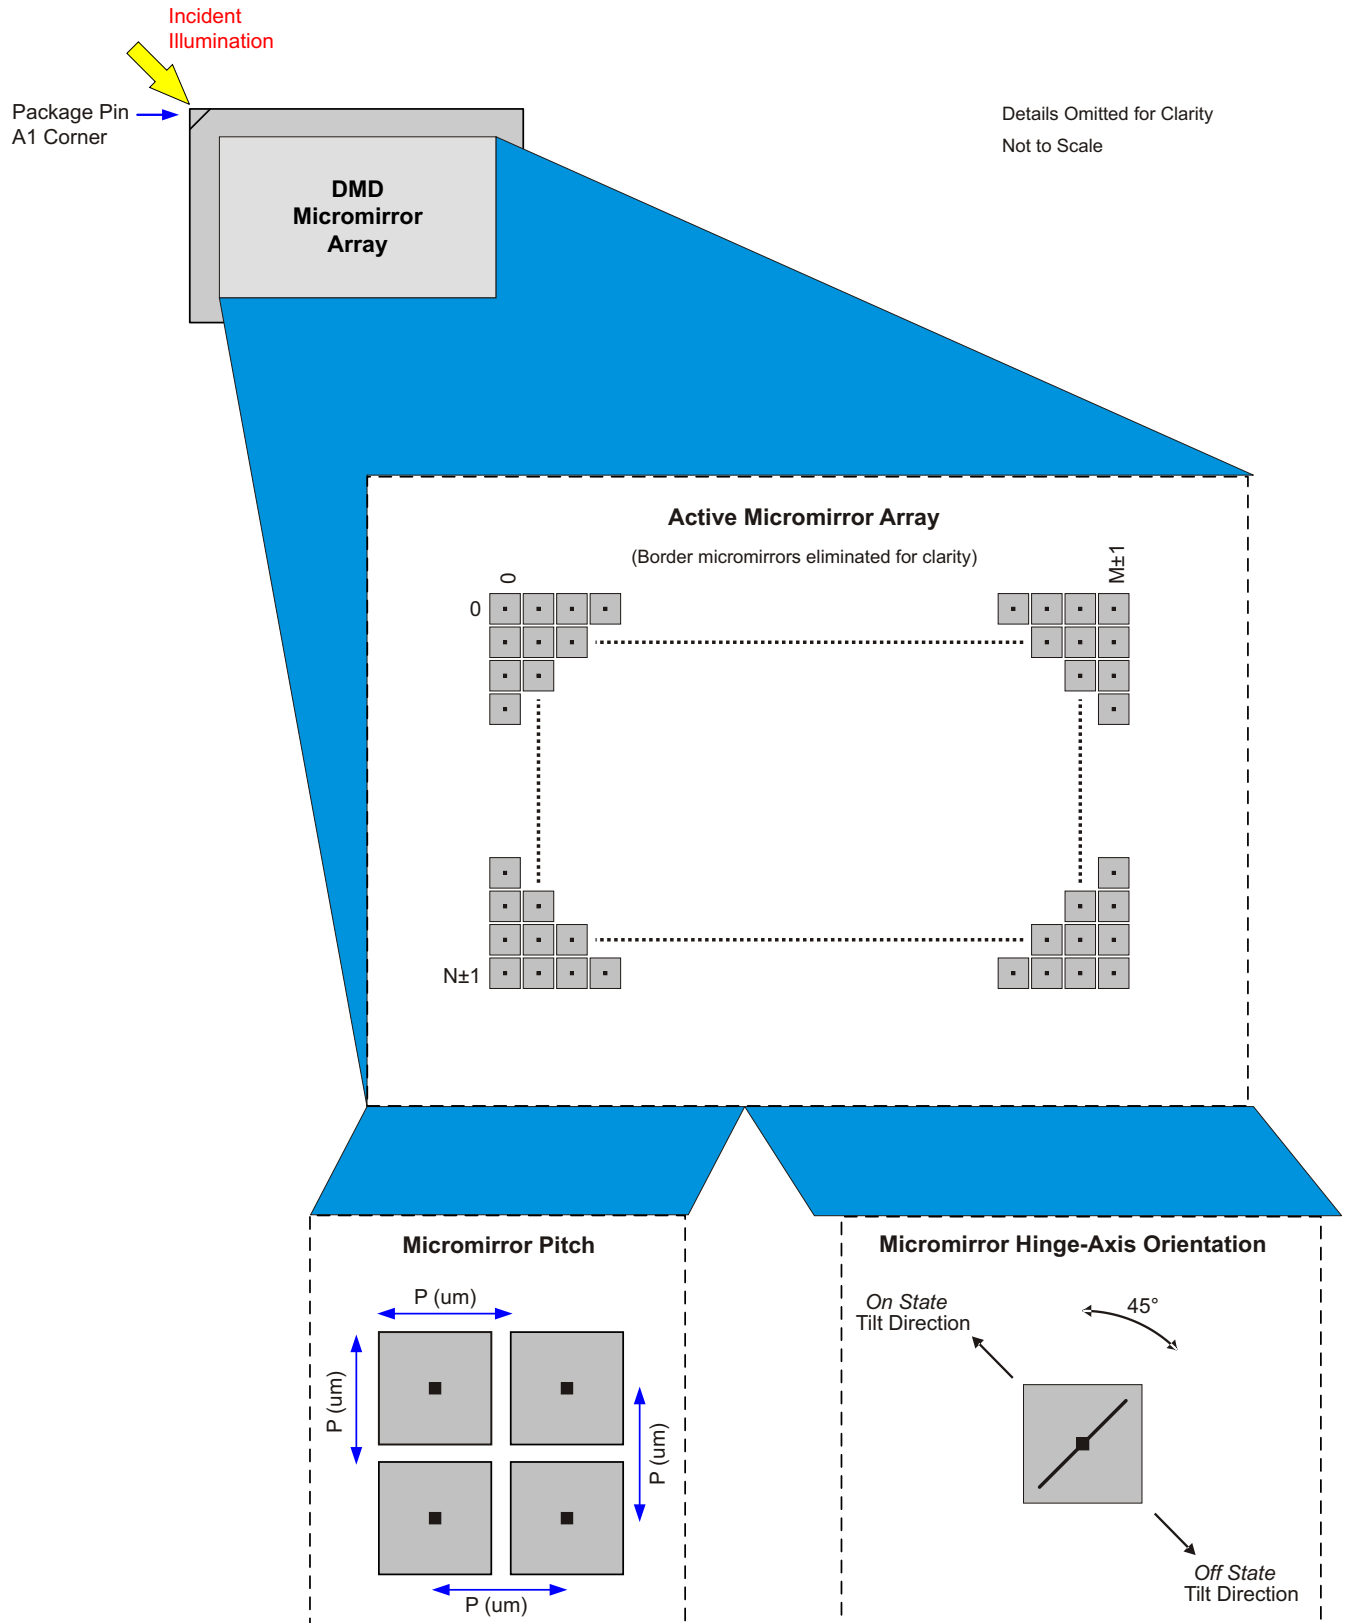 Incident
Illumination
Package Pin
A1 Corner
Details Omitted for Clarity
Not to Scale
DMD
Micromirror
Array
Active Micromirror Array
(Border micromirrors eliminated for clarity)
0
M±1
0
N±1
Micromirror Pitch
P (um)
P (um)
P (um)
P (um)
Micromirror Hinge-Axis Orientation
On State
Tilt Direction
45°
Off State
Tilt Direction